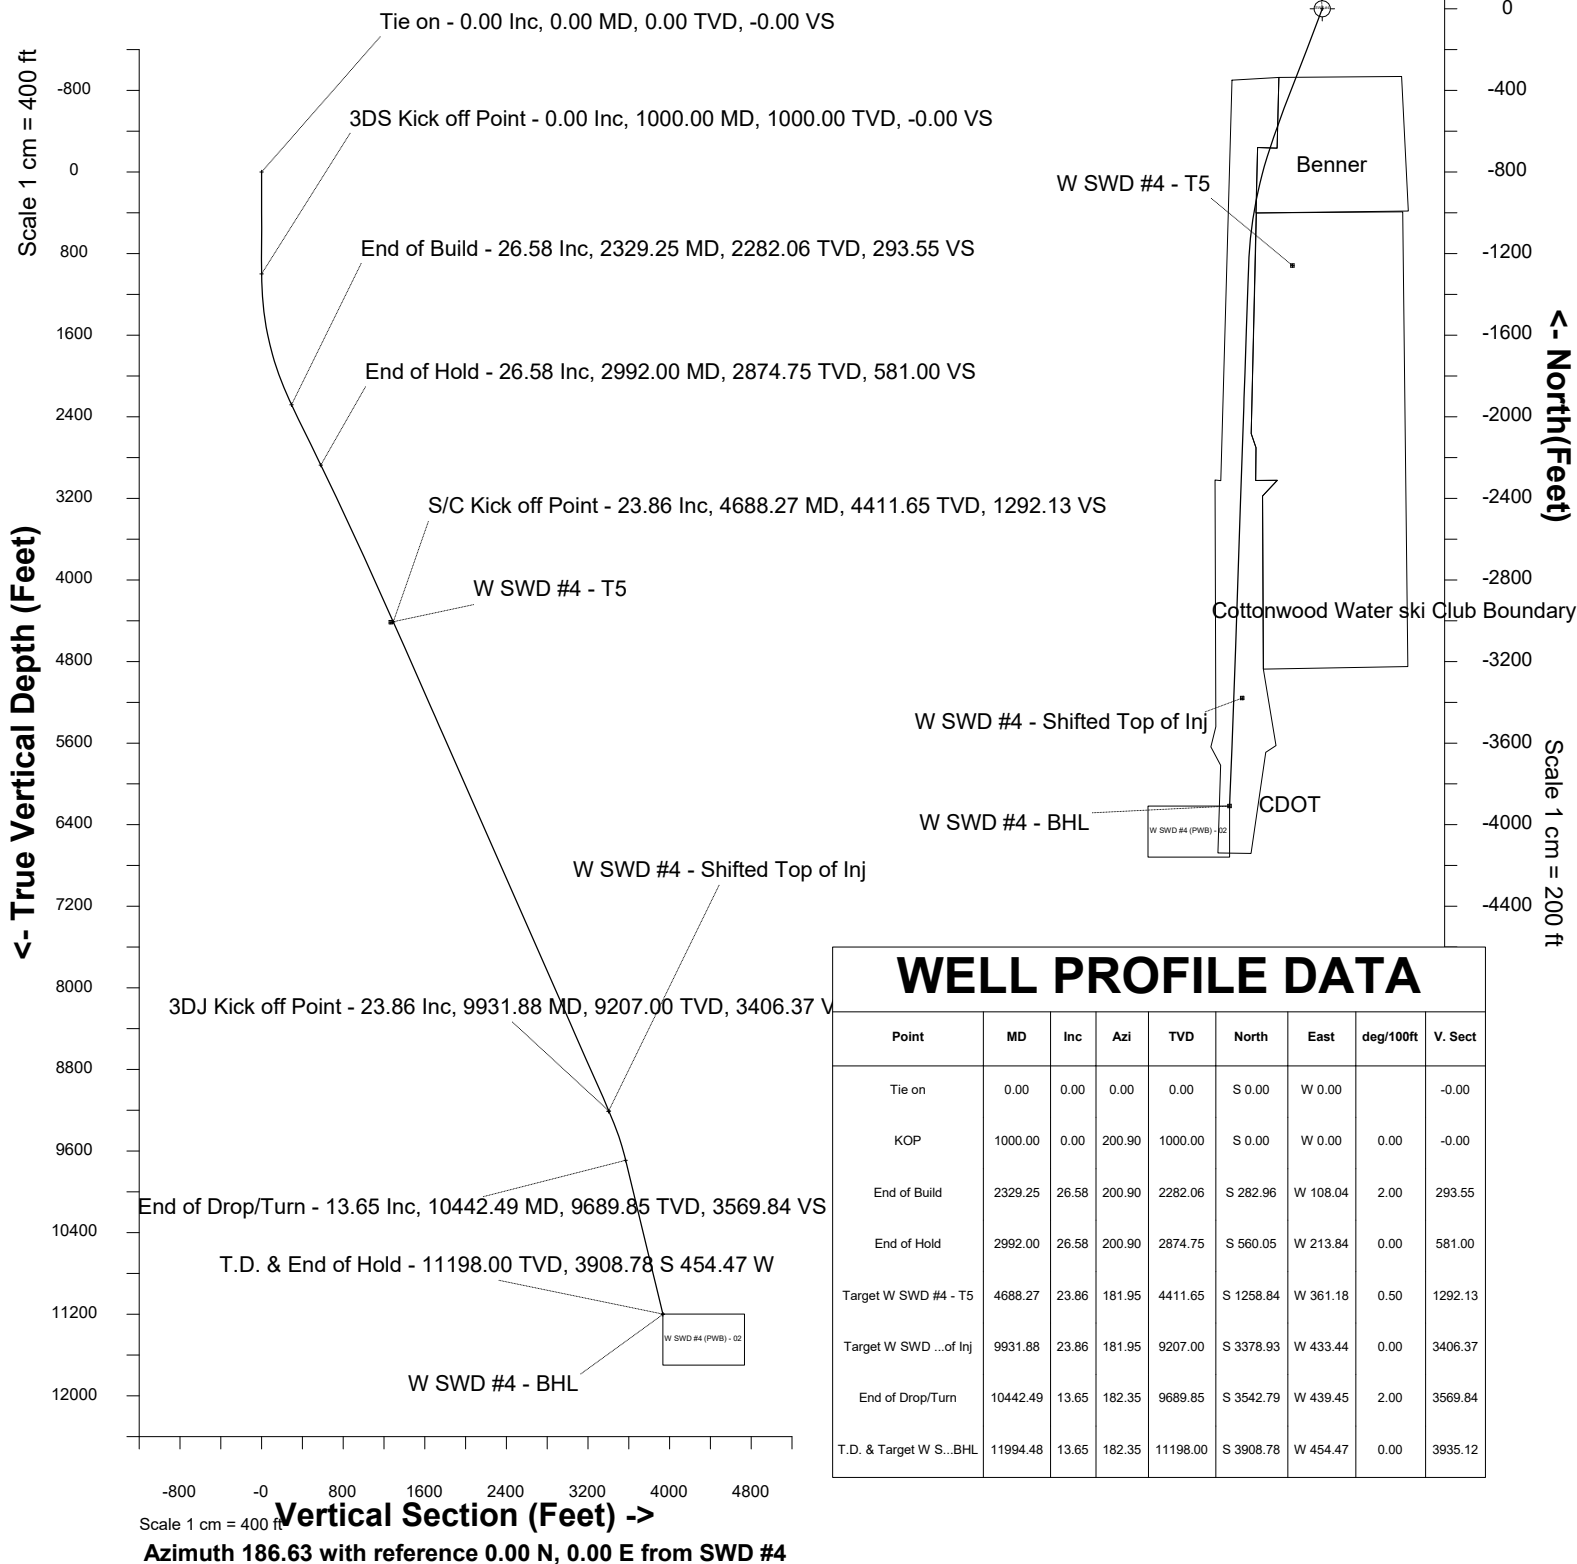 Tie on - 0.00 Inc, 0.00 MD, 0.00 TVD, -0.00 VS
3DS Kick off Point - 0.00 Inc, 1000.00 MD, 1000.00 TVD, -0.00 VS
End of Build - 26.58 Inc, 2329.25 MD, 2282.06 TVD, 293.55 VS
End of Hold - 26.58 Inc, 2992.00 MD, 2874.75 TVD, 581.00 VS
S/C Kick off Point - 23.86 Inc, 4688.27 MD, 4411.65 TVD, 1292.13 VS
W SWD #4 - T5
W SWD #4 - Shifted Top of Inj
3DJ Kick off Point - 23.86 Inc, 9931.88 MD, 9207.00 TVD, 3406.37 V
End of Drop/Turn - 13.65 Inc, 10442.49 MD, 9689.85 TVD, 3569.84 VS
T.D. & End of Hold - 11198.00 TVD, 3908.78 S 454.47 W
W SWD #4 (PWB) - 02
W SWD #4 - BHL
Scale 1 cm = 400 ft
<- True Vertical Depth (Feet)
-800
0
800
1600
2400
3200
4000
4800
5600
6400
7200
8000
8800
9600
10400
11200
12000
-800 -0 800 1600 2400 3200 4000 4800
Scale 1 cm = 400 ft
Vertical Section (Feet) ->
Azimuth 186.63 with reference 0.00 N, 0.00 E from SWD #4
Benner
W SWD #4 - T5
Cottonwood Water ski Club Boundary
W SWD #4 - Shifted Top of Inj
CDOT
W SWD #4 - BHL
W SWD #4 (PWB) - 02
0
-400
-800
-1200
-1600
-2000
-2400
-2800
-3200
-3600
-4000
-4400
<- North(Feet)
Scale 1 cm = 200 ft
WELL PROFILE DATA
Point MD Inc Azi TVD North East deg/100ft V. Sect
Tie on 0.00 0.00 0.00 0.00 S 0.00 W 0.00 -0.00
KOP 1000.00 0.00 200.90 1000.00 S 0.00 W 0.00 0.00 -0.00
End of Build 2329.25 26.58 200.90 2282.06 S 282.96 W 108.04 2.00 293.55
End of Hold 2992.00 26.58 200.90 2874.75 S 560.05 W 213.84 0.00 581.00
Target W SWD #4 - T5 4688.27 23.86 181.95 4411.65 S 1258.84 W 361.18 0.50 1292.13
Target W SWD ...of Inj 9931.88 23.86 181.95 9207.00 S 3378.93 W 433.44 0.00 3406.37
End of Drop/Turn 10442.49 13.65 182.35 9689.85 S 3542.79 W 439.45 2.00 3569.84
T.D. & Target W S...BHL 11994.48 13.65 182.35 11198.00 S 3908.78 W 454.47 0.00 3935.12